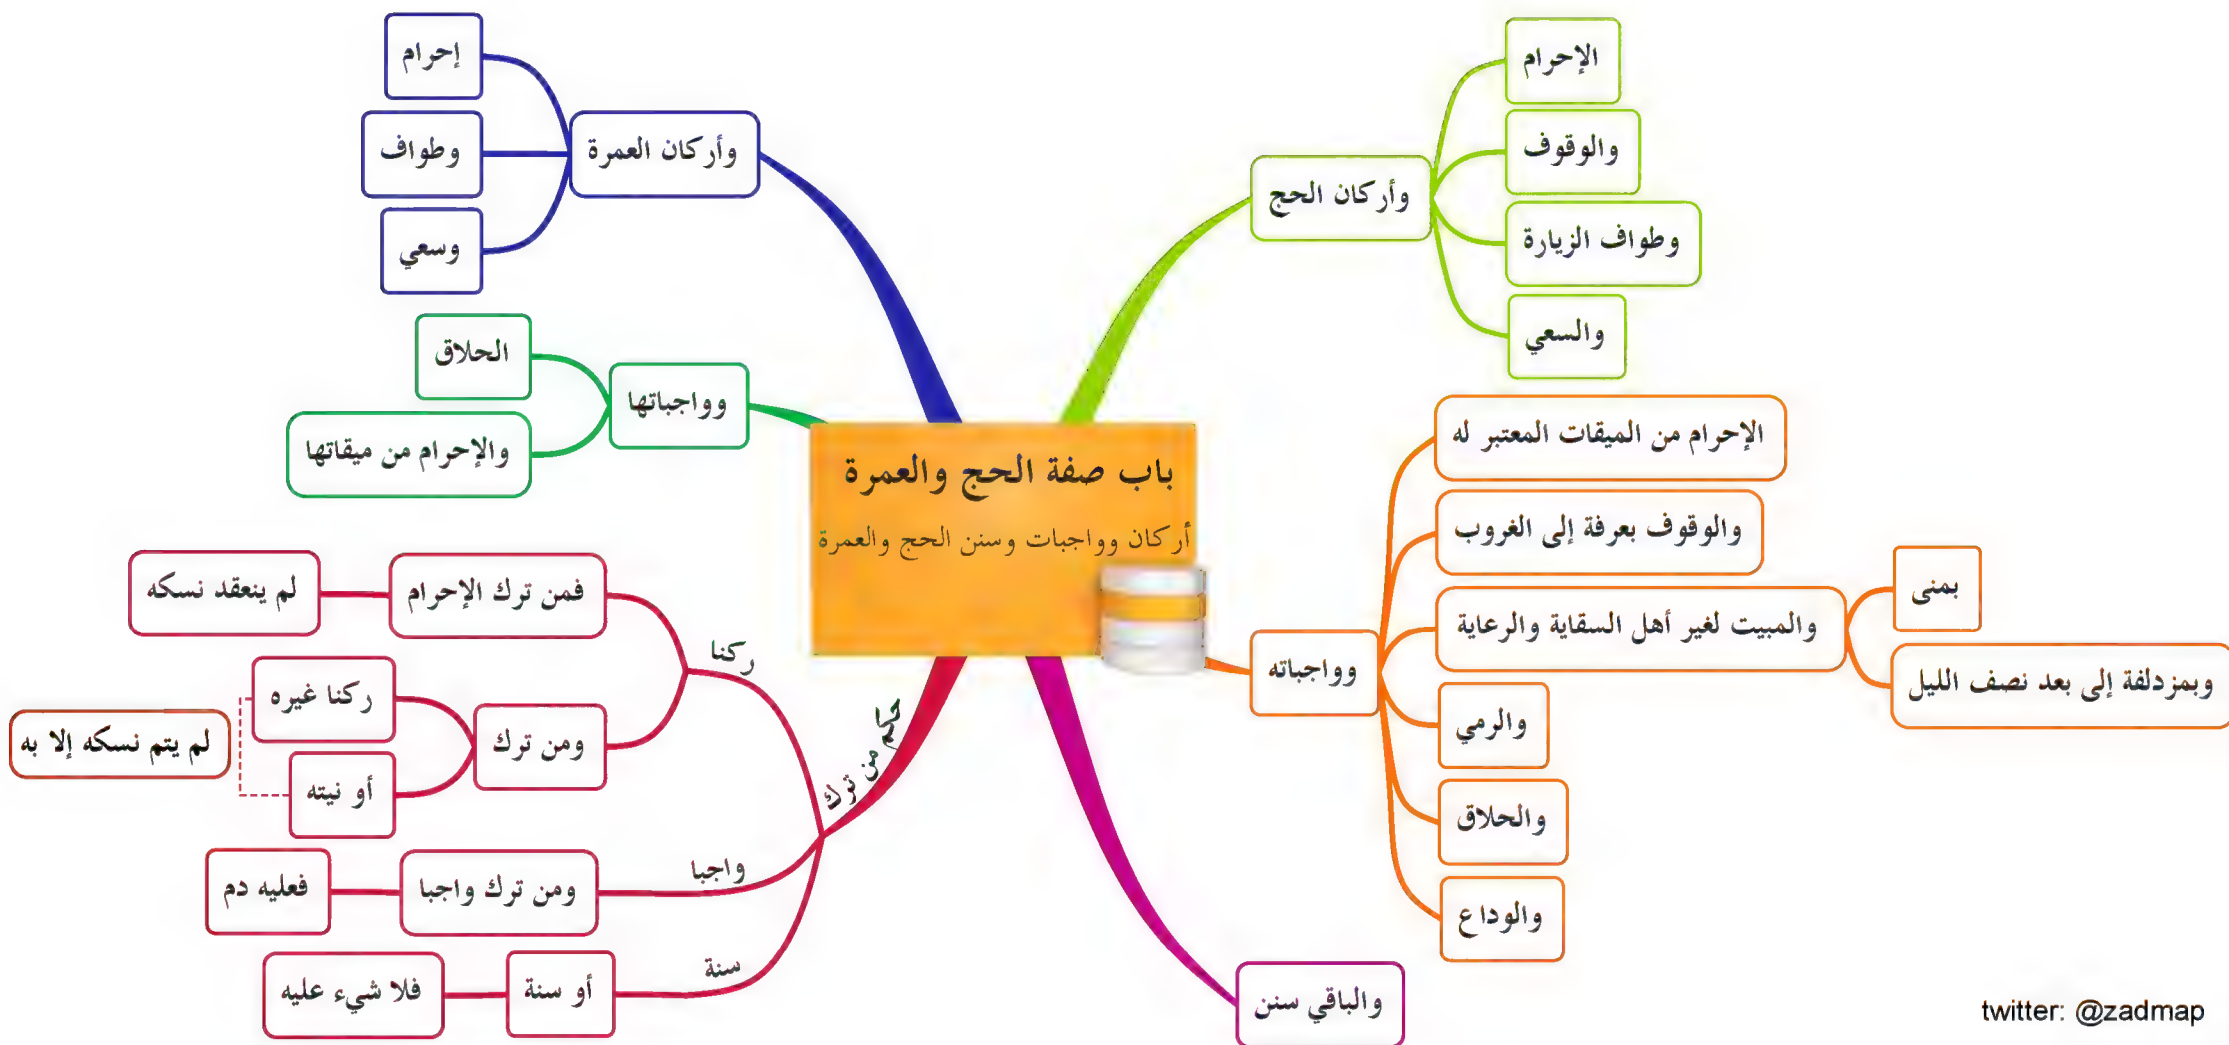 باب صفة الحج والعمرة
أركان وواجبات وسنن الحج والعمرة
وأركان الحج
الإحرام
والوقوف
وطواف الزيارة
والسعي
وواجباته
الإحرام من الميقات المعتبر له
والوقوف بعرفة إلى الغروب
والمبيت لغير أهل السقاية والرعاية
بمنى
وبمزدلفة إلى بعد نصف الليل
والرمي
والحلاق
والوداع
والباقي سنن
وأركان العمرة
إحرام
وطواف
وسعي
وواجباتها
الحلاق
والإحرام من ميقاتها
حكم من ترك
ركنا
فمن ترك الإحرام
لم ينعقد نسكه
ومن ترك
ركنا غيره
أو نيته
لم يتم نسكه إلا به
واجبا
ومن ترك واجبا
فعليه دم
سنة
أو سنة
فلا شيء عليه
twitter: @zadmap